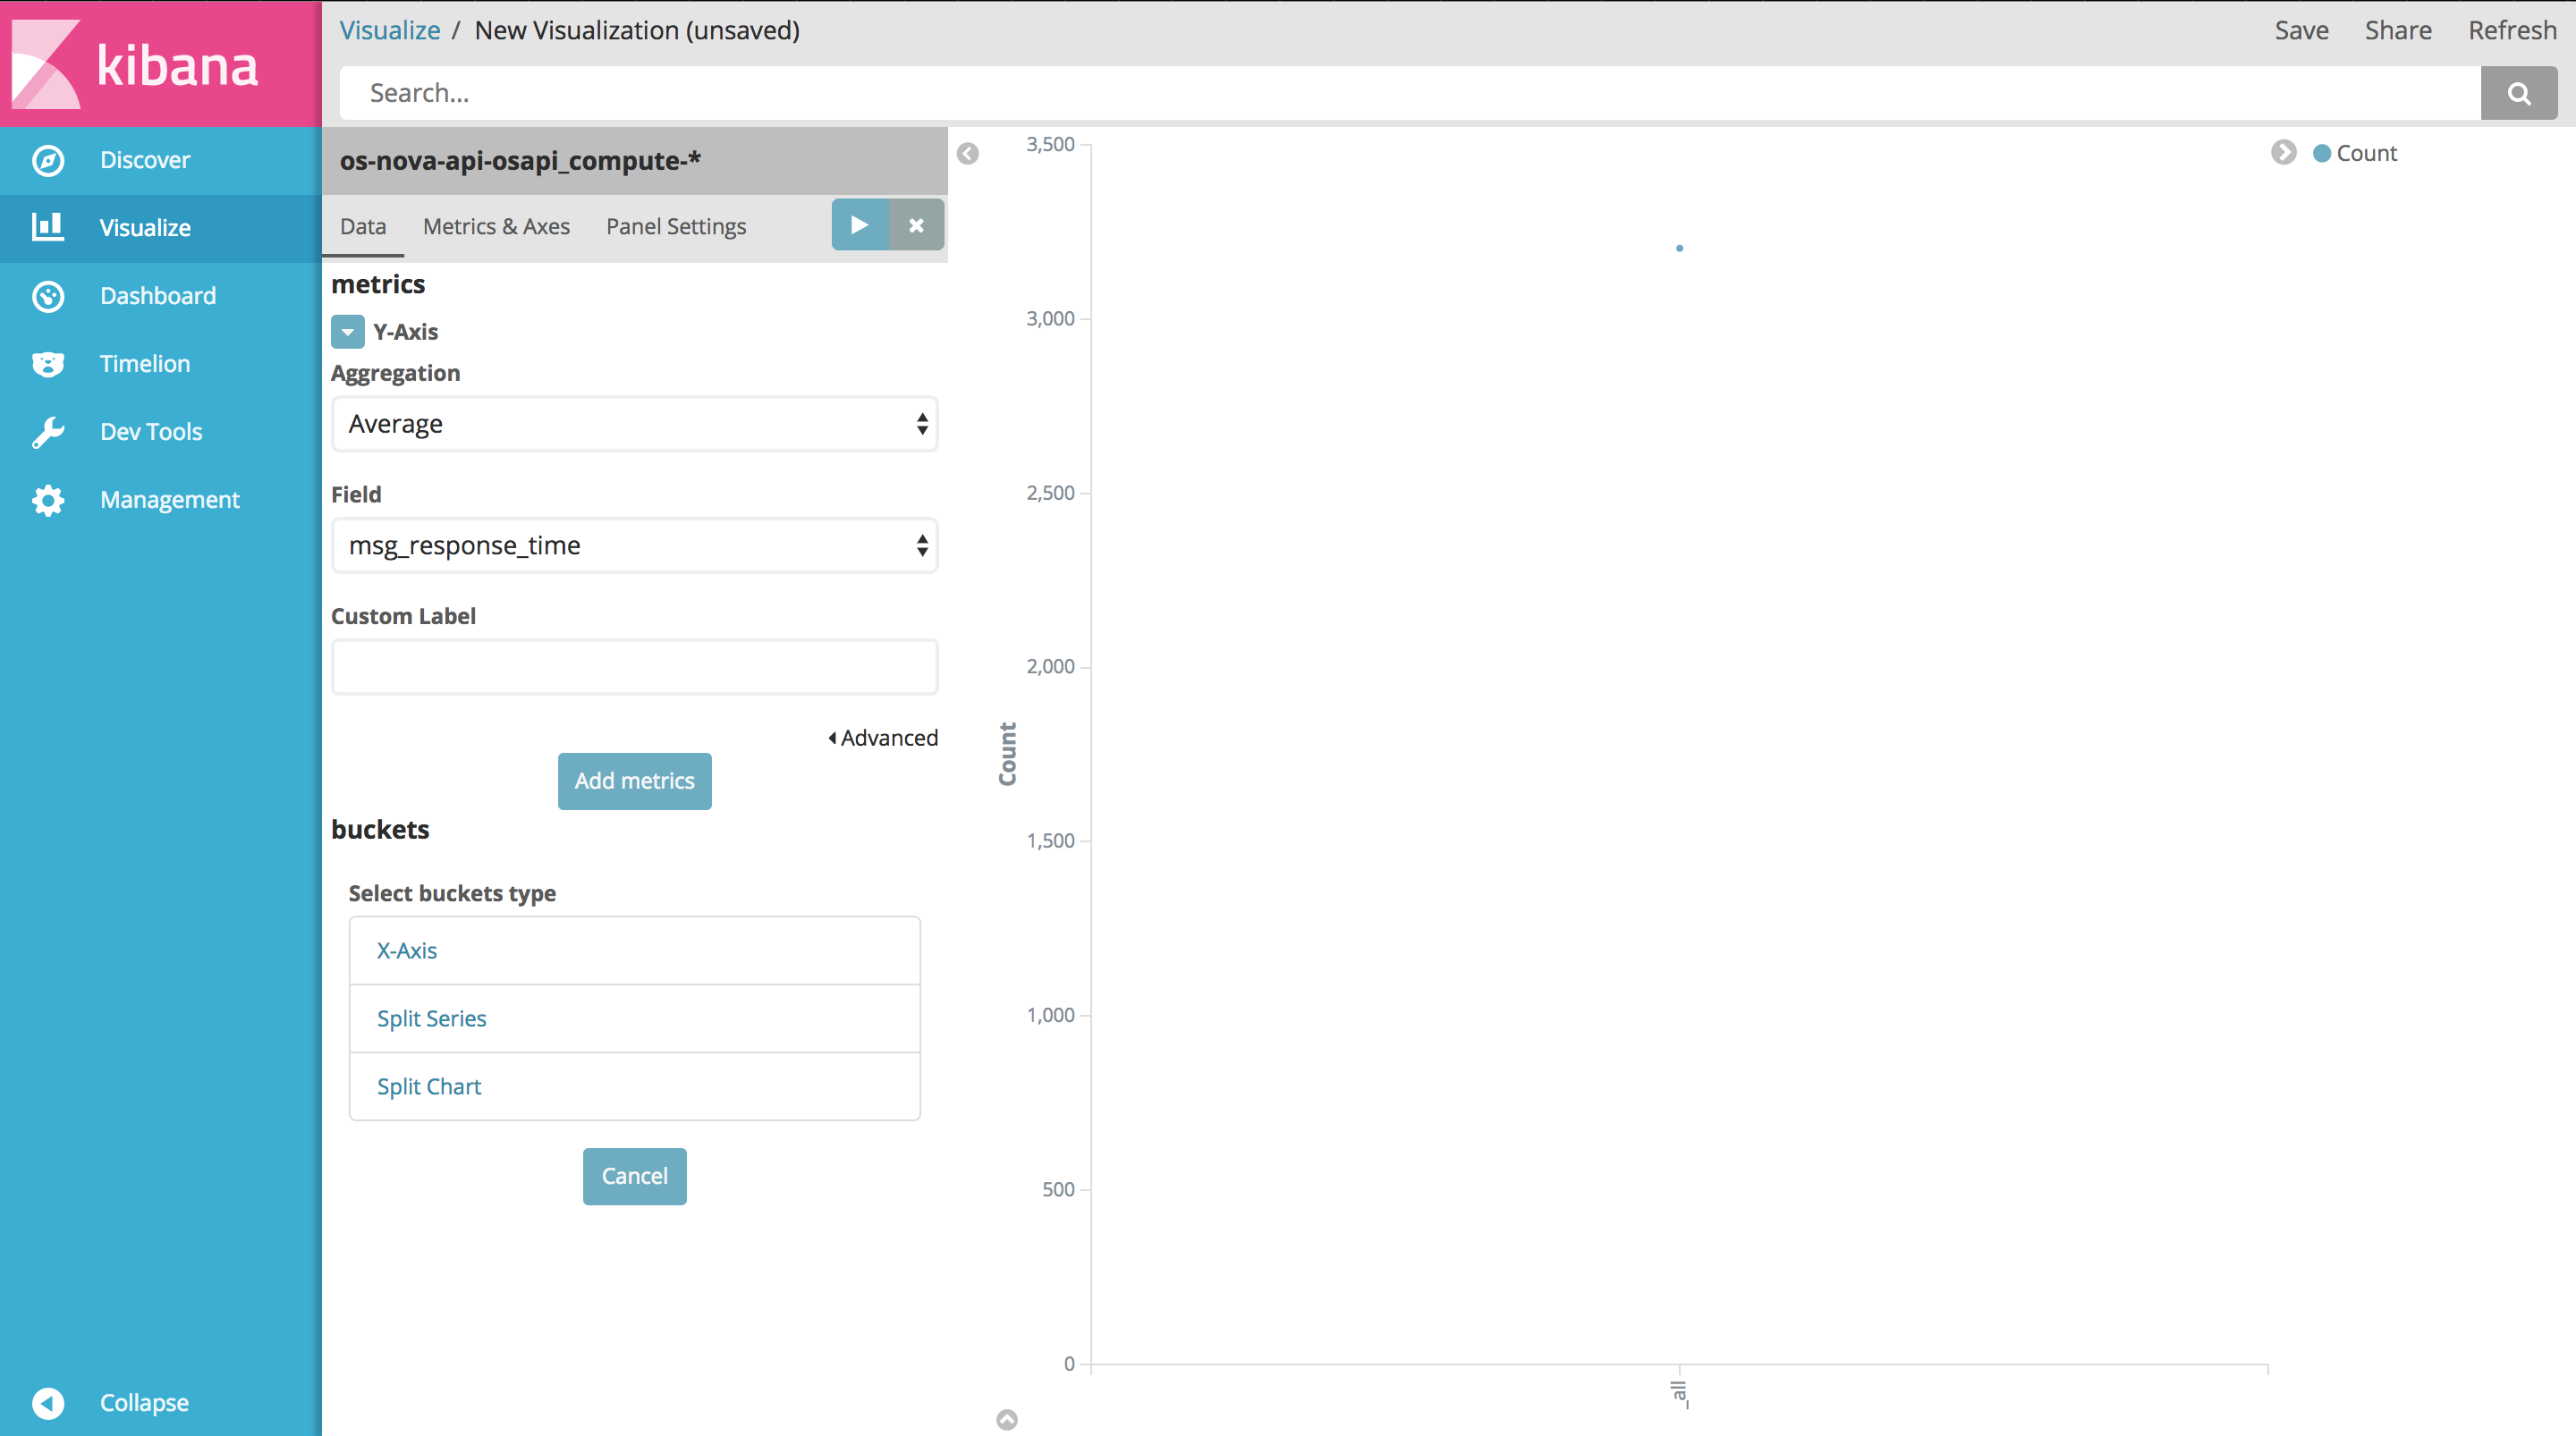 kibana
Visualize / New Visualization (unsaved)
Save Share Refresh
Search...
Discover
Visualize
Dashboard
Timelion
Dev Tools
Management
Collapse
os-nova-api-osapi_compute-*
Data Metrics & Axes Panel Settings
metrics
Y-Axis
Aggregation
Average
Field
msg_response_time
Custom Label
Advanced
Add metrics
buckets
Select buckets type
X-Axis
Split Series
Split Chart
Cancel
Count
3,500
3,000
2,500
2,000
1,500
1,000
500
0
_all
Count